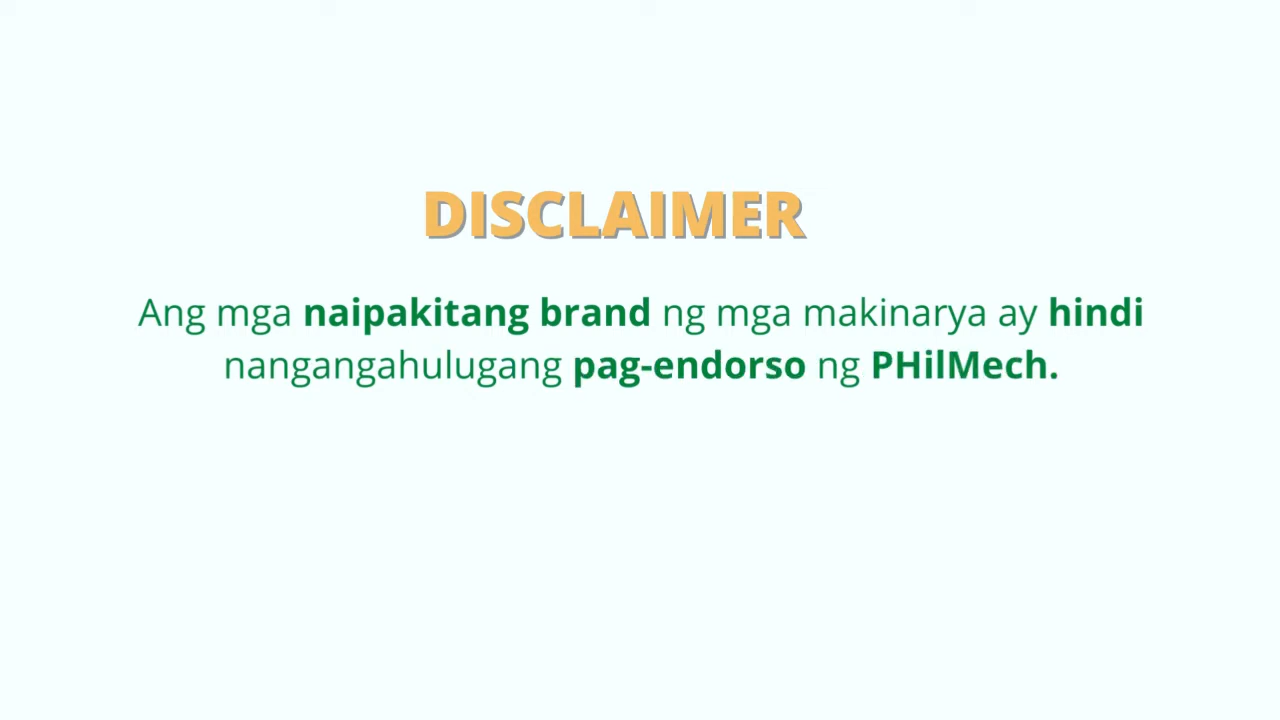 DISCLAIMER
Ang mga naipakitang brand ng mga makinarya ay hindi
nangangahulugang pag-endorso ng PHilMech.